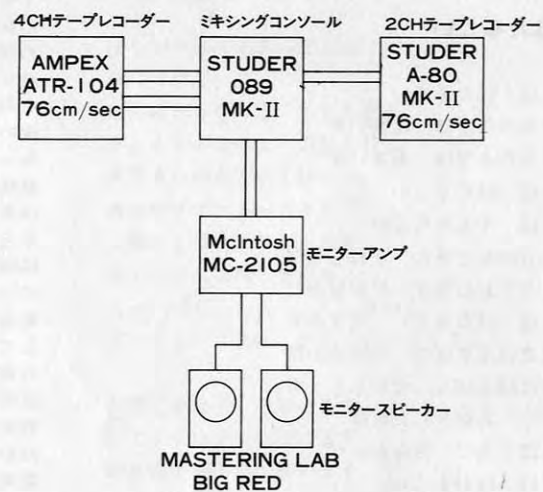 4CHテープレコーダー
ミキシングコンソール
2CHテープレコーダー
AMPEX
ATR-104
76cm/sec
STUDER
089
MK-II
STUDER
A-80
MK-II
76cm/sec
McIntosh
MC-2105
モニターアンプ
モニタースピーカー
MASTERING LAB
BIG RED